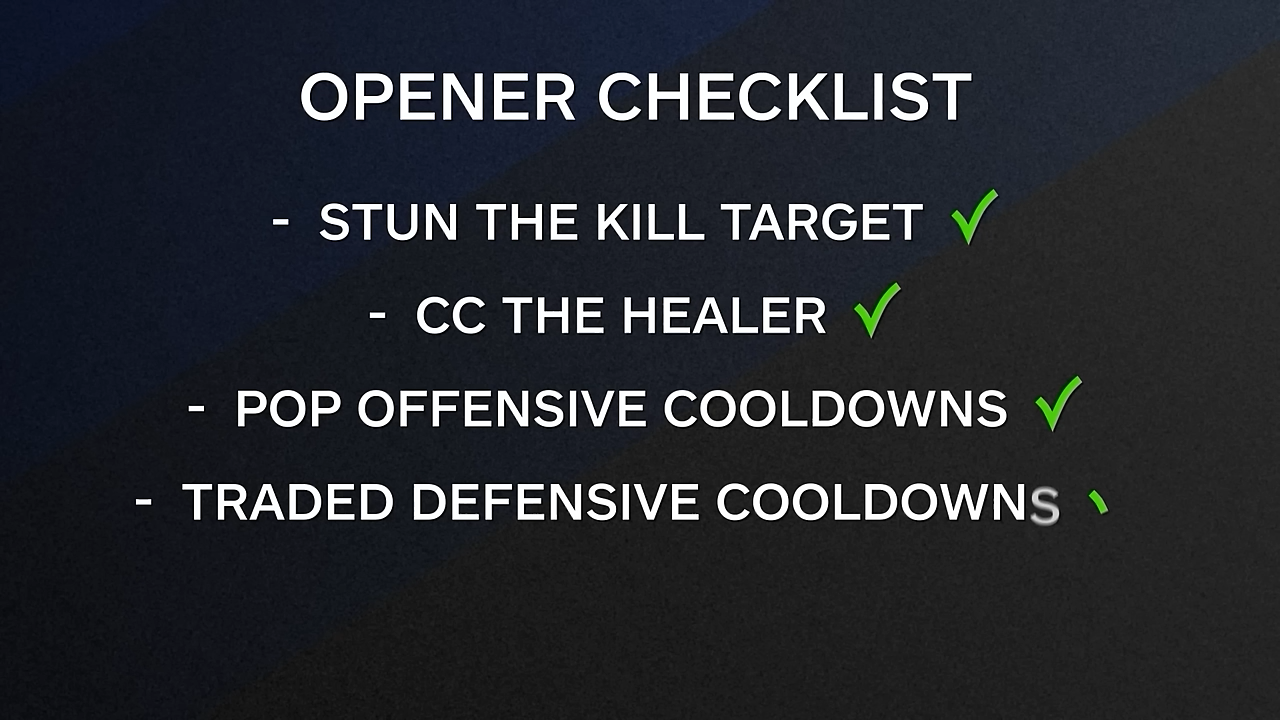 OPENER CHECKLIST
- STUN THE KILL TARGET ✓
- CC THE HEALER ✓
- POP OFFENSIVE COOLDOWNS ✓
- TRADED DEFENSIVE COOLDOWNS